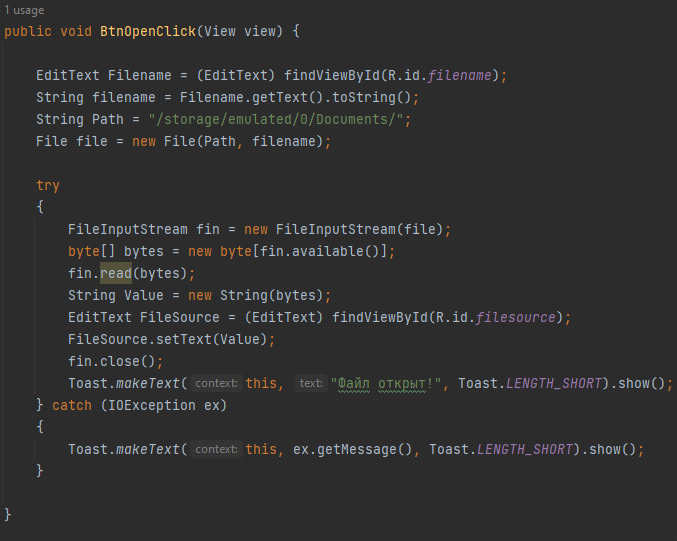 1 usage
public void BtnOpenClick(View view) {
EditText Filename = (EditText) findViewById(R.id.filename);
String filename = Filename.getText().toString();
String Path = "/storage/emulated/0/Documents/";
File file = new File(Path, filename);
try
{
FileInputStream fin = new FileInputStream(file);
byte[] bytes = new byte[fin.available()];
fin.read(bytes);
String Value = new String(bytes);
EditText FileSource = (EditText) findViewById(R.id.filesource);
FileSource.setText(Value);
fin.close();
Toast.makeText( context: this, text: "Файл открыт!", Toast.LENGTH_SHORT).show();
} catch (IOException ex)
{
Toast.makeText( context: this, ex.getMessage(), Toast.LENGTH_SHORT).show();
}
}